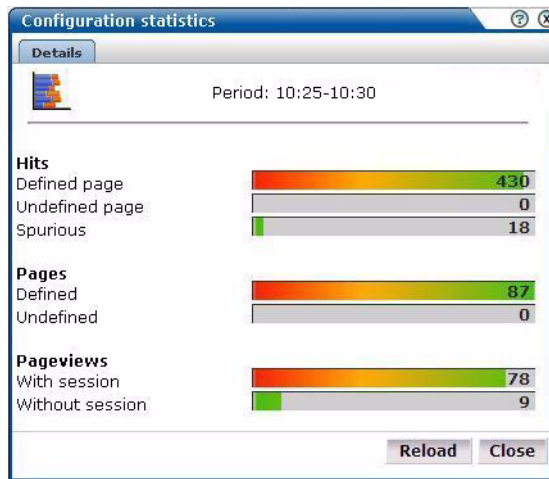 Configuration statistics
Details
Period: 10:25-10:30
Hits
Defined page 430
Undefined page 0
Spurious 18
Pages
Defined 87
Undefined 0
Pageviews
With session 78
Without session 9
Reload Close